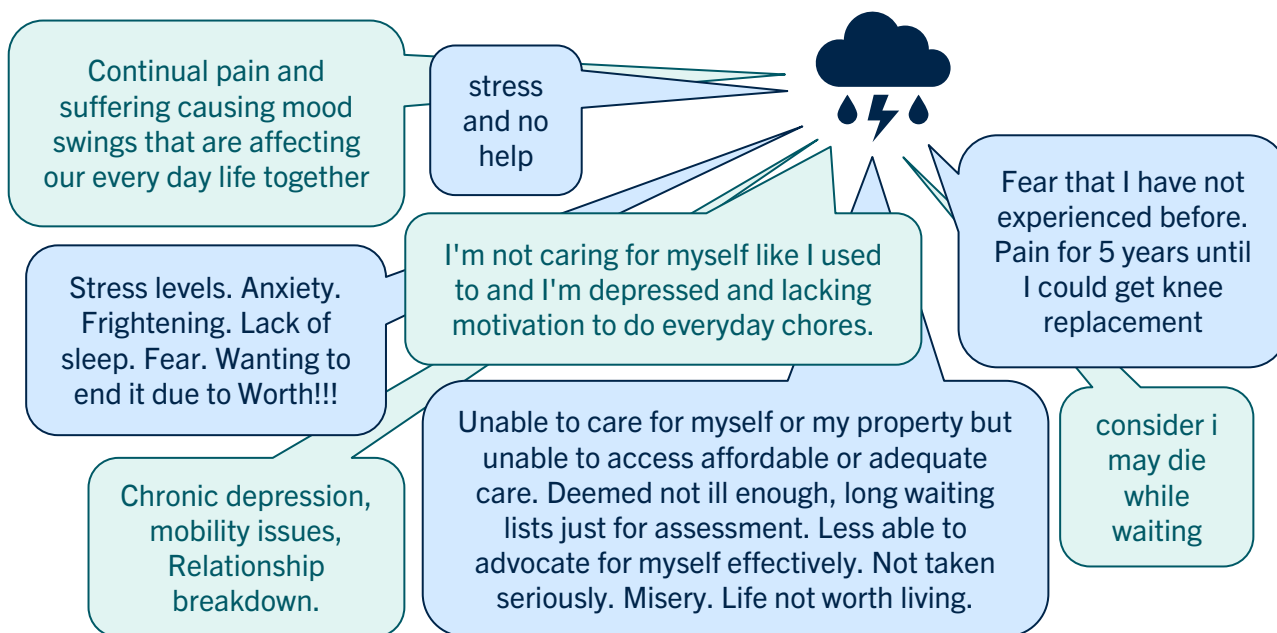 Continual pain and
suffering causing mood
swings that are affecting
our every day life together
stress
and no
help
Fear that I have not
experienced before.
Pain for 5 years until
I could get knee
replacement
I'm not caring for myself like I used
to and I'm depressed and lacking
motivation to do everyday chores.
Stress levels. Anxiety.
Frightening. Lack of
sleep. Fear. Wanting to
end it due to Worth!!!
Unable to care for myself or my property but
unable to access affordable or adequate
care. Deemed not ill enough, long waiting
lists just for assessment. Less able to
advocate for myself effectively. Not taken
seriously. Misery. Life not worth living.
consider i
may die
while
waiting
Chronic depression,
mobility issues,
Relationship
breakdown.